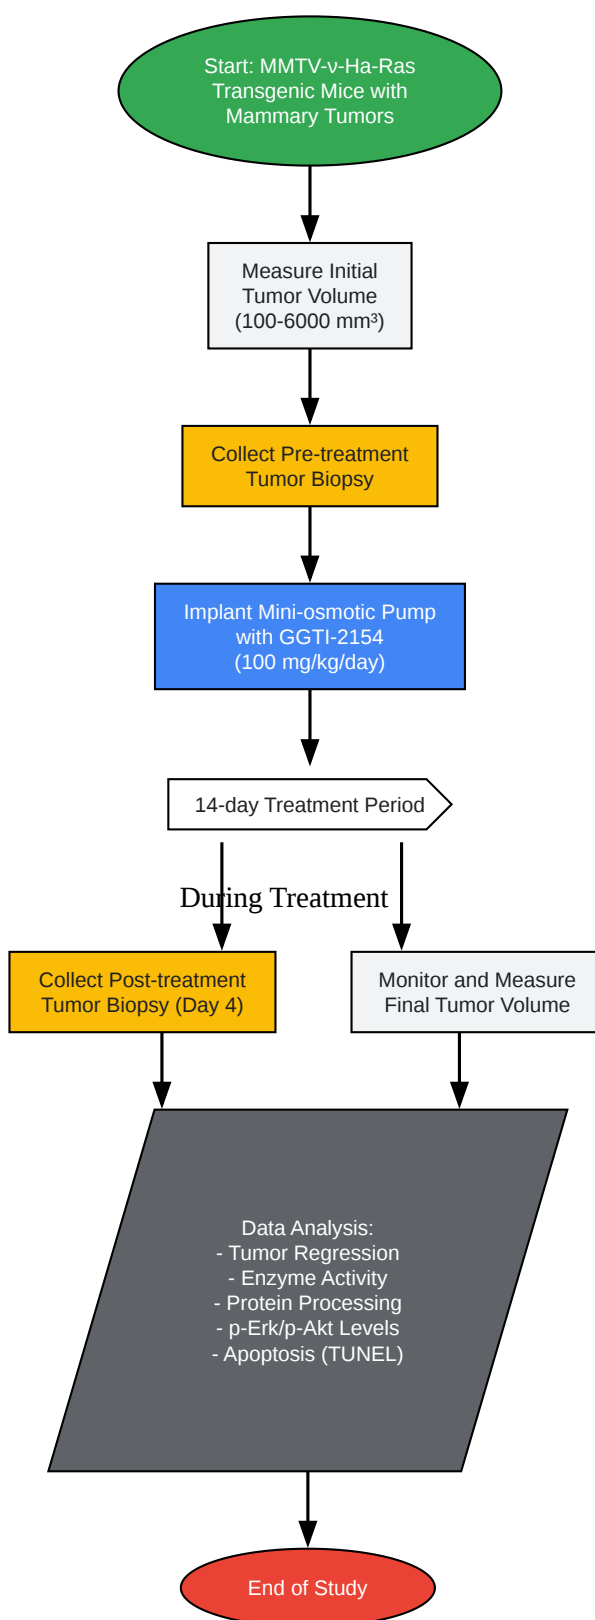 Start: MMTV-ν-Ha-Ras
Transgenic Mice with
Mammary Tumors
Measure Initial
Tumor Volume
(100-6000 mm³)
Collect Pre-treatment
Tumor Biopsy
Implant Mini-osmotic Pump
with GGTI-2154
(100 mg/kg/day)
14-day Treatment Period
During Treatment
Collect Post-treatment
Tumor Biopsy (Day 4)
Monitor and Measure
Final Tumor Volume
Data Analysis:
- Tumor Regression
- Enzyme Activity
- Protein Processing
- p-Erk/p-Akt Levels
- Apoptosis (TUNEL)
End of Study